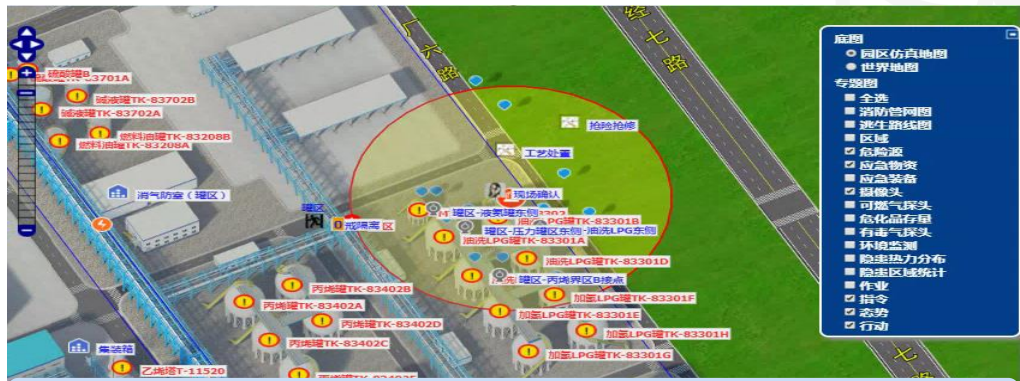 厂六路
经七路
硫酸罐B
83701A
碱液罐TK-83702B
碱液罐TK-83702A
燃料油罐TK-83208B
燃料油罐TK-83208A
消气防室（罐区）
罐区
戒隔离区
抢险抢修
工艺处置
现场确认
罐区-液氨罐东侧
油洗LPG罐TK-83301B
罐区-压力罐区东侧-油洗LPG东侧
油洗LPG罐TK-83301A
油洗LPG罐TK-83301D
罐区-丙烯界区B接点
加氢LPG罐TK-83301F
加氢LPG罐TK-83301E
加氢LPG罐TK-83301H
加氢LPG罐TK-83301G
丙烯罐TK-83402B
丙烯罐TK-83402A
丙烯罐TK-83402D
丙烯罐TK-83402C
集装箱
乙烯塔T-11520
底图
园区仿真地图
世界地图
专题图
全选
消防管网图
逃生路线图
区域
危险源
应急物资
应急装备
摄像头
可燃气探头
危化品存量
有毒气探头
环境监测
隐患热力分布
隐患区域统计
作业
指令
态势
行动
七